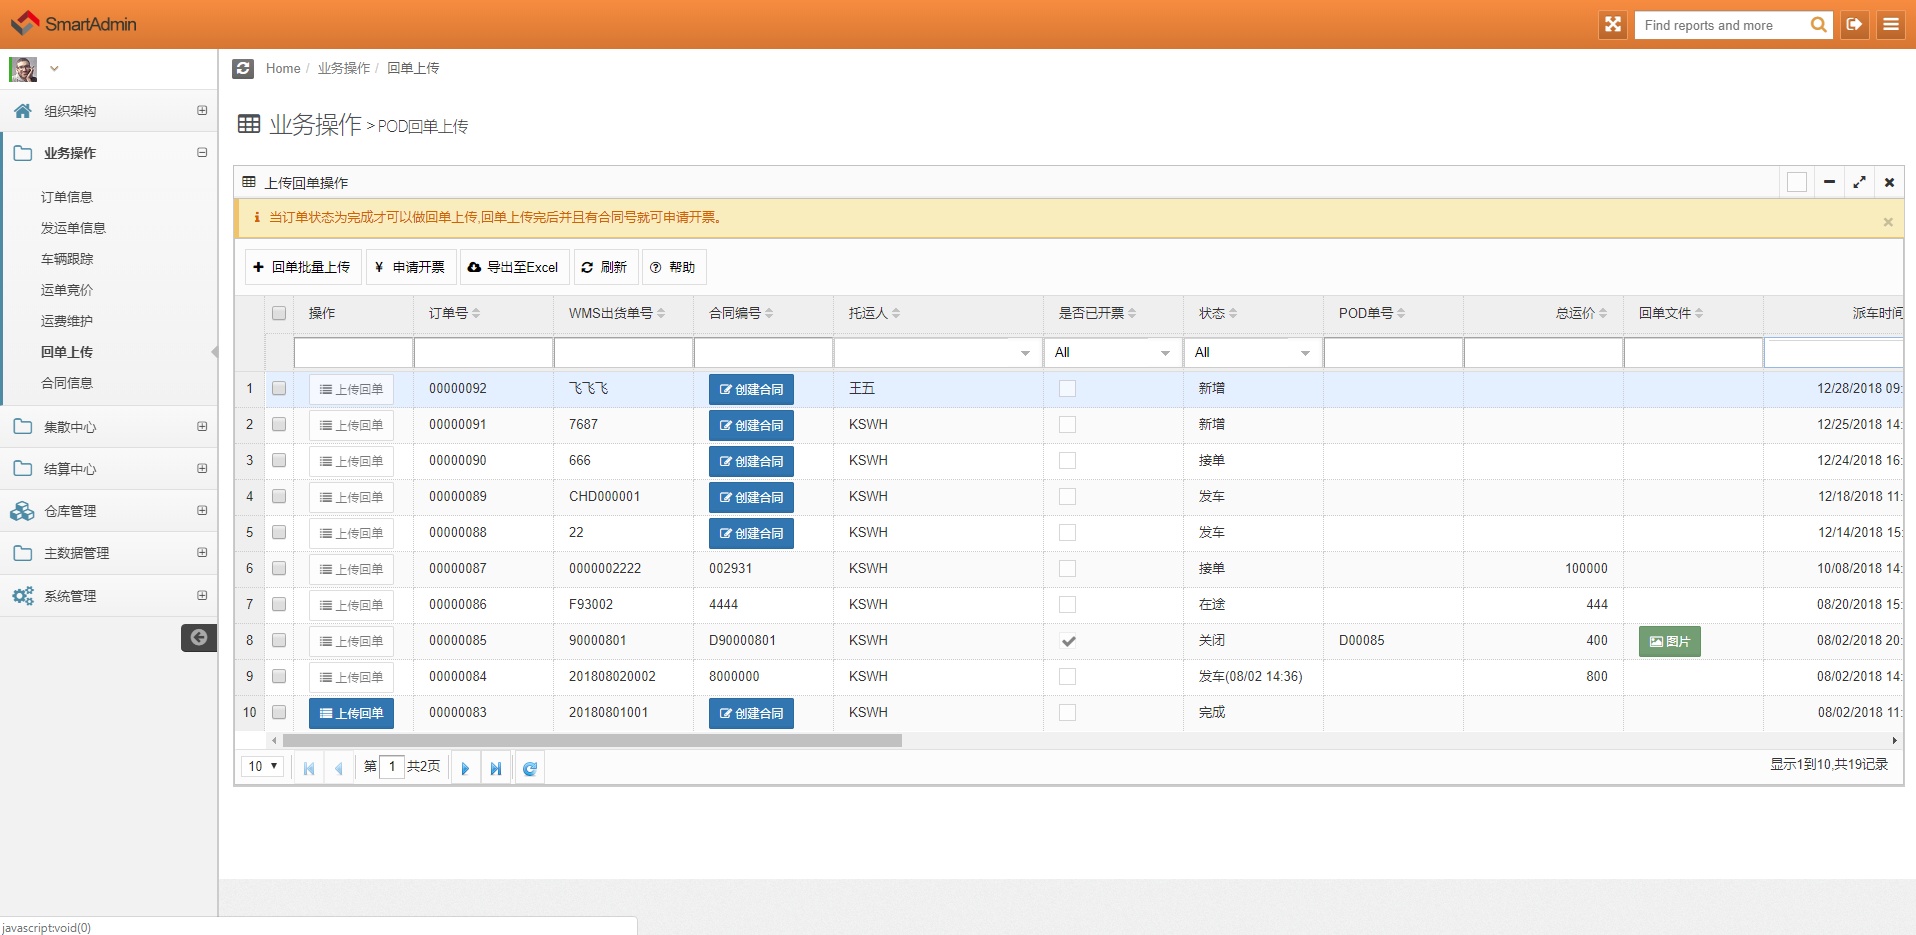 SmartAdmin
Find reports and more
Home / 业务操作 / 回单上传
组织架构
业务操作
订单信息
发运单信息
车辆跟踪
运单竞价
运费维护
回单上传
合同信息
集散中心
结算中心
仓库管理
主数据管理
系统管理
业务操作 > POD回单上传
上传回单操作
当订单状态为完成才可以做回单上传,回单上传完后并且有合同号就可申请开票。
回单批量上传 ¥ 申请开票 导出至Excel 刷新 帮助
操作 订单号 WMS出货单号 合同编号 托运人 是否已开票 状态 POD单号 总运价 回单文件 派车时间
All All
1 上传回单 00000092 飞飞飞 创建合同 王五 新增 12/28/2018 09:
2 上传回单 00000091 7687 创建合同 KSWH 新增 12/25/2018 14:
3 上传回单 00000090 666 创建合同 KSWH 接单 12/24/2018 16:
4 上传回单 00000089 CHD000001 创建合同 KSWH 发车 12/18/2018 11:
5 上传回单 00000088 22 创建合同 KSWH 发车 12/14/2018 15:
6 上传回单 00000087 0000002222 002931 KSWH 接单 100000 10/08/2018 14:
7 上传回单 00000086 F93002 4444 KSWH 在途 444 08/20/2018 15:
8 上传回单 00000085 90000801 D90000801 KSWH 关闭 D00085 400 图片 08/02/2018 20:
9 上传回单 00000084 201808020002 8000000 KSWH 发车(08/02 14:36) 800 08/02/2018 14:
10 上传回单 00000083 20180801001 创建合同 KSWH 完成 08/02/2018 11:
10 第 1 共2页 显示1到10,共19记录
javascript:void(0)